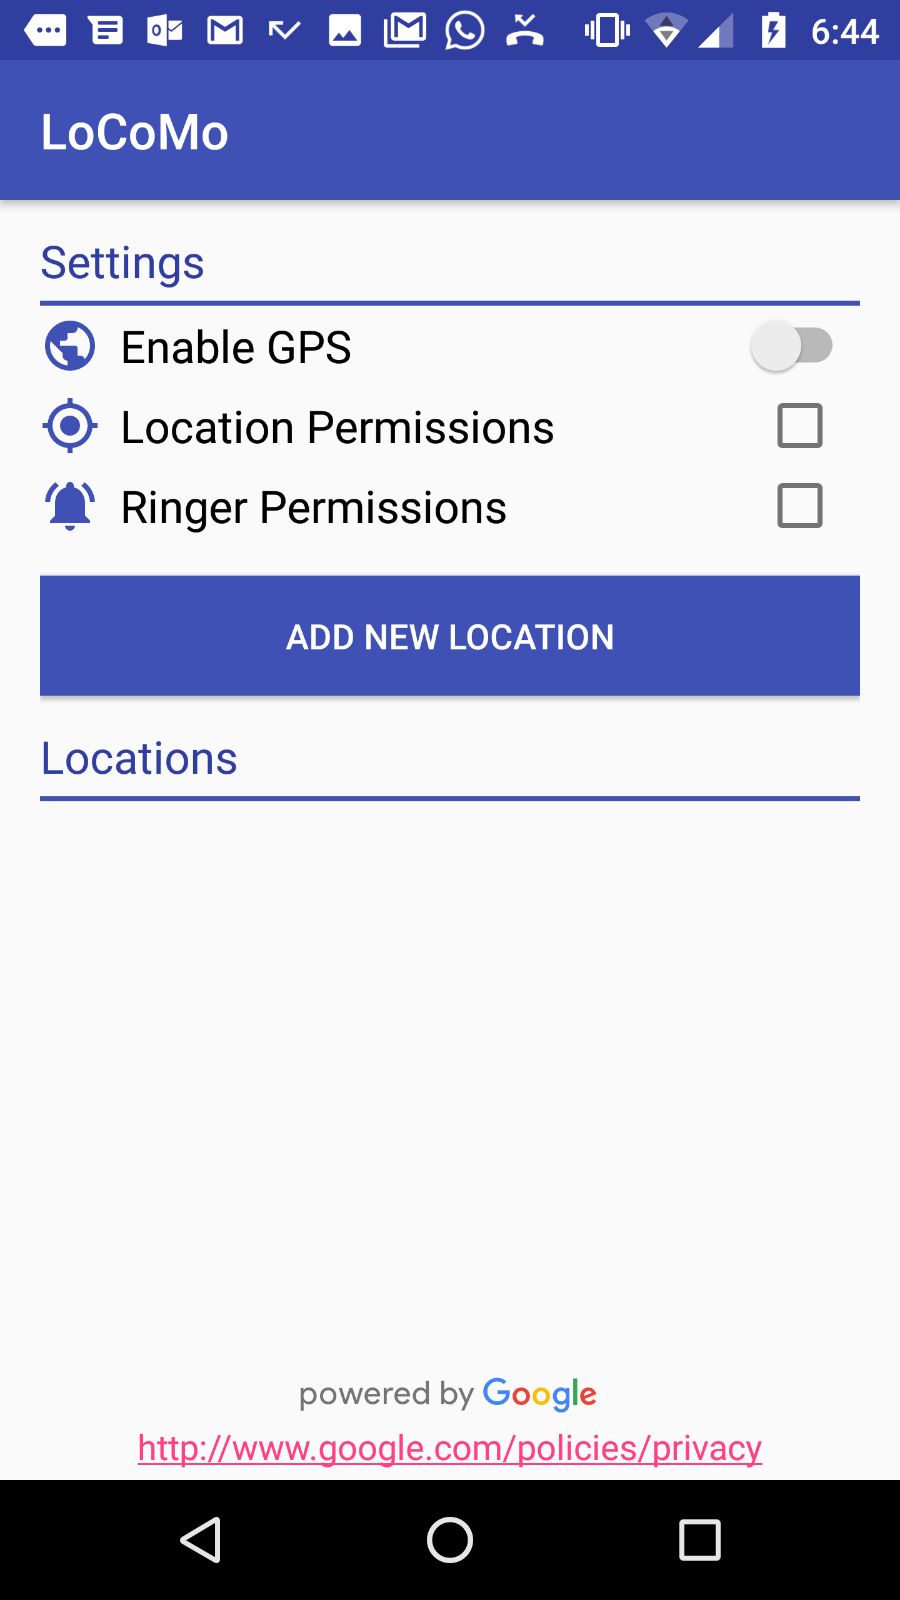 6:44
LoCoMo
Settings
Enable GPS
Location Permissions
Ringer Permissions
ADD NEW LOCATION
Locations
powered by Google
http://www.google.com/policies/privacy